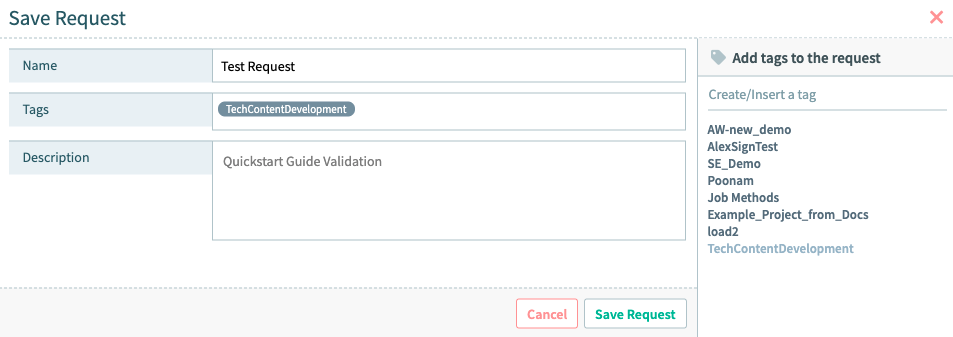 Save Request
Name
Test Request
Tags
TechContentDevelopment
Description
Quickstart Guide Validation
Cancel
Save Request
Add tags to the request
Create/Insert a tag
AW-new_demo
AlexSignTest
SE_Demo
Poonam
Job Methods
Example_Project_from_Docs
load2
TechContentDevelopment